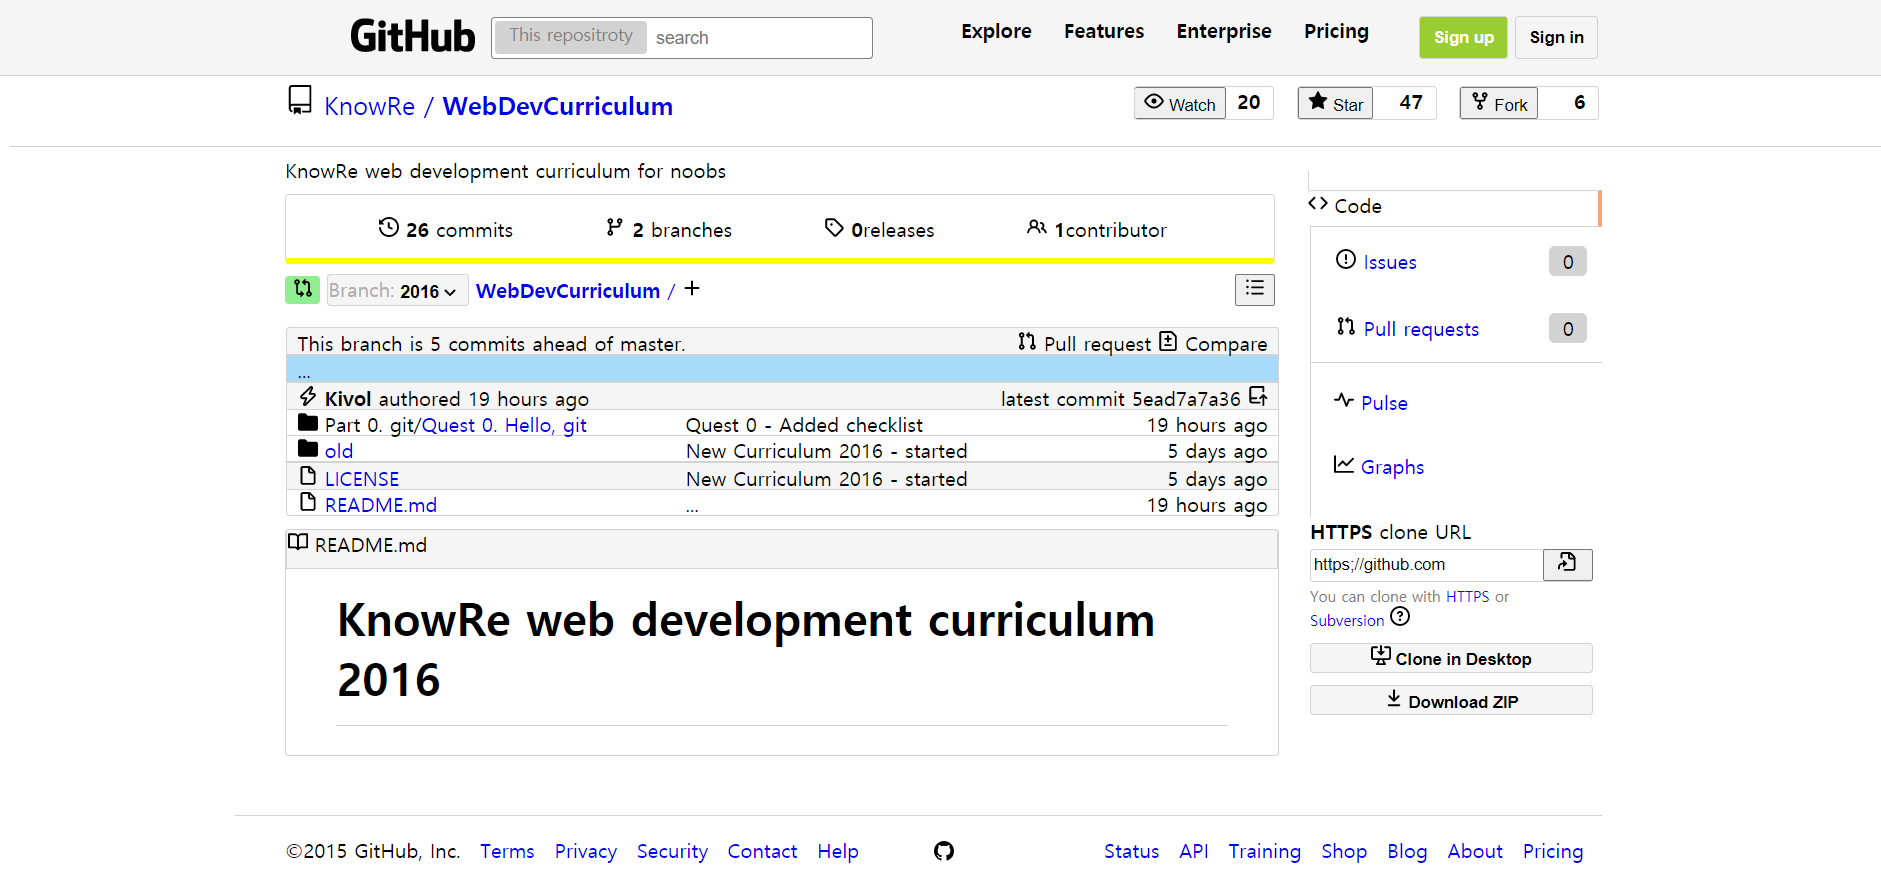 GitHub This repositroty search Explore Features Enterprise Pricing Sign up Sign in
KnowRe / WebDevCurriculum Watch 20 Star 47 Fork 6
KnowRe web development curriculum for noobs
26 commits 2 branches 0releases 1contributor
Branch: 2016 WebDevCurriculum / +
This branch is 5 commits ahead of master. Pull request Compare
...
Kivol authored 19 hours ago latest commit 5ead7a7a36
Part 0. git/Quest 0. Hello, git Quest 0 - Added checklist 19 hours ago
old New Curriculum 2016 - started 5 days ago
LICENSE New Curriculum 2016 - started 5 days ago
README.md ... 19 hours ago
README.md
KnowRe web development curriculum
2016
Code
Issues 0
Pull requests 0
Pulse
Graphs
HTTPS clone URL
https;//github.com
You can clone with HTTPS or
Subversion
Clone in Desktop
Download ZIP
©2015 GitHub, Inc. Terms Privacy Security Contact Help Status API Training Shop Blog About Pricing